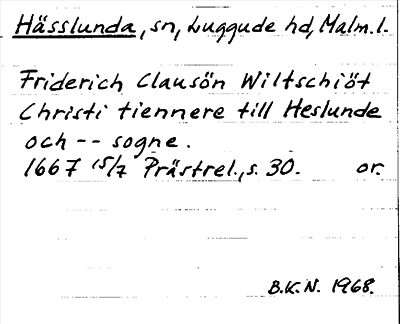 Hässlunda, sn, Luggude hd, Malm. l.
Friderich Clausön Wiltschiöt
Christi tiennere till Heslunde
och -- sogne.
1667 15/7 Prästrel., s. 30. or.
B.K.N. 1968.